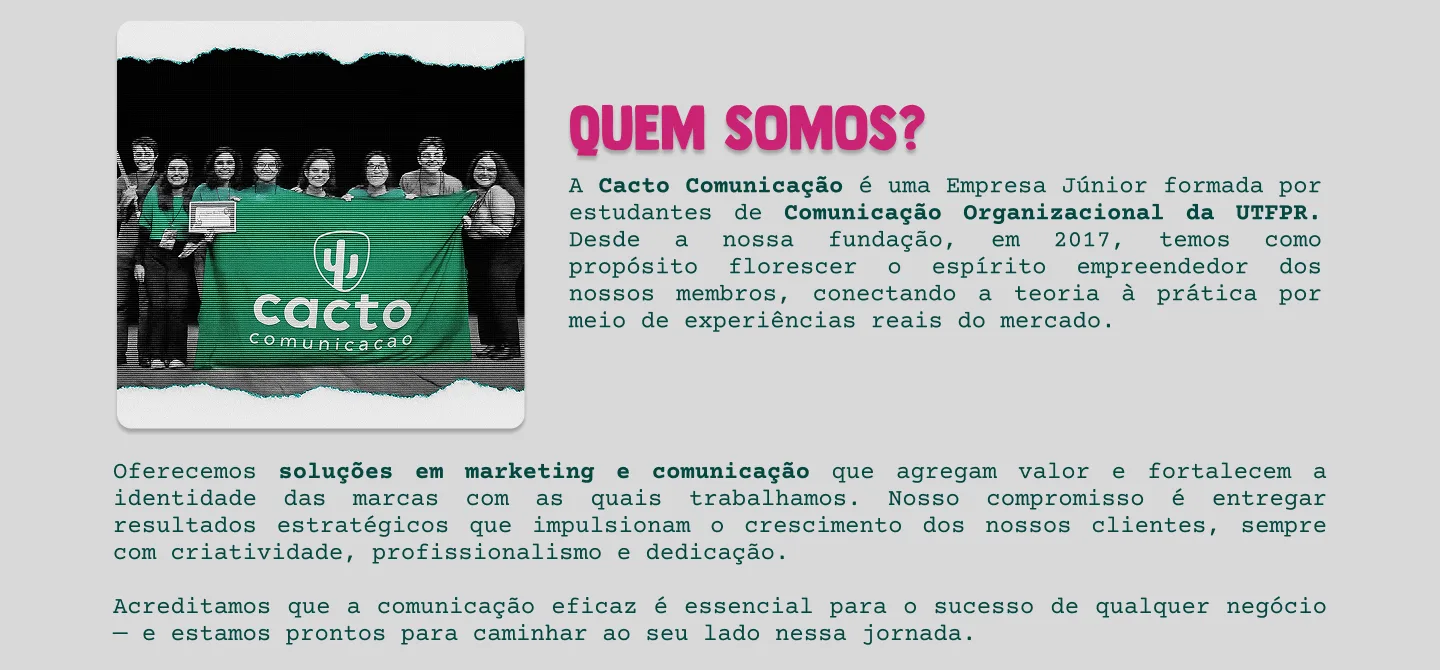 cacto
comunicacao
QUEM SOMOS?
A Cacto Comunicação é uma Empresa Júnior formada por
estudantes de Comunicação Organizacional da UTFPR.
Desde a nossa fundação, em 2017, temos como
propósito florescer o espírito empreendedor dos
nossos membros, conectando a teoria à prática por
meio de experiências reais do mercado.
Oferecemos soluções em marketing e comunicação que agregam valor e fortalecem a
identidade das marcas com as quais trabalhamos. Nosso compromisso é entregar
resultados estratégicos que impulsionam o crescimento dos nossos clientes, sempre
com criatividade, profissionalismo e dedicação.
Acreditamos que a comunicação eficaz é essencial para o sucesso de qualquer negócio
— e estamos prontos para caminhar ao seu lado nessa jornada.